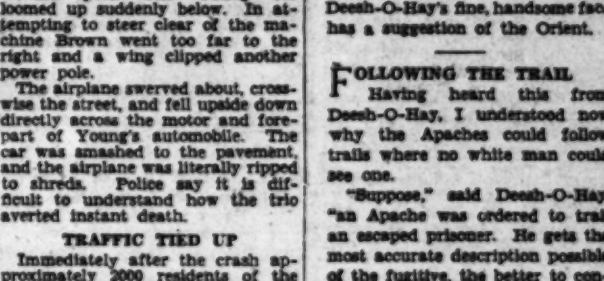 loomed up suddenly below. In at-
tempting to steer clear of the ma-
chine Brown went too far to the
right and a wing clipped another
power pole.
The airplane swerved about, cross-
wise the street, and fell upside down
directly across the motor and fore-
part of Young's automobile. The
car was smashed to the pavement,
and the airplane was literally ripped
to shreds. Police say it is dif-
ficult to understand how the trio
averted instant death.
TRAFFIC TIED UP
Immediately after the crash ap-
proximately 2000 residents of the
Deesh-O-Hay's fine, handsome fac
has a suggestion of the Orient.
FOLLOWING THE TRAIL
Having heard this from
Deesh-O-Hay, I understood now
why the Apaches could follow
trails where no white man could
see one.
"Suppose," said Deesh-O-Hay
"an Apache was ordered to trail
an escaped prisoner. He gets the
most accurate description possible
of the fugitive, the better to con-